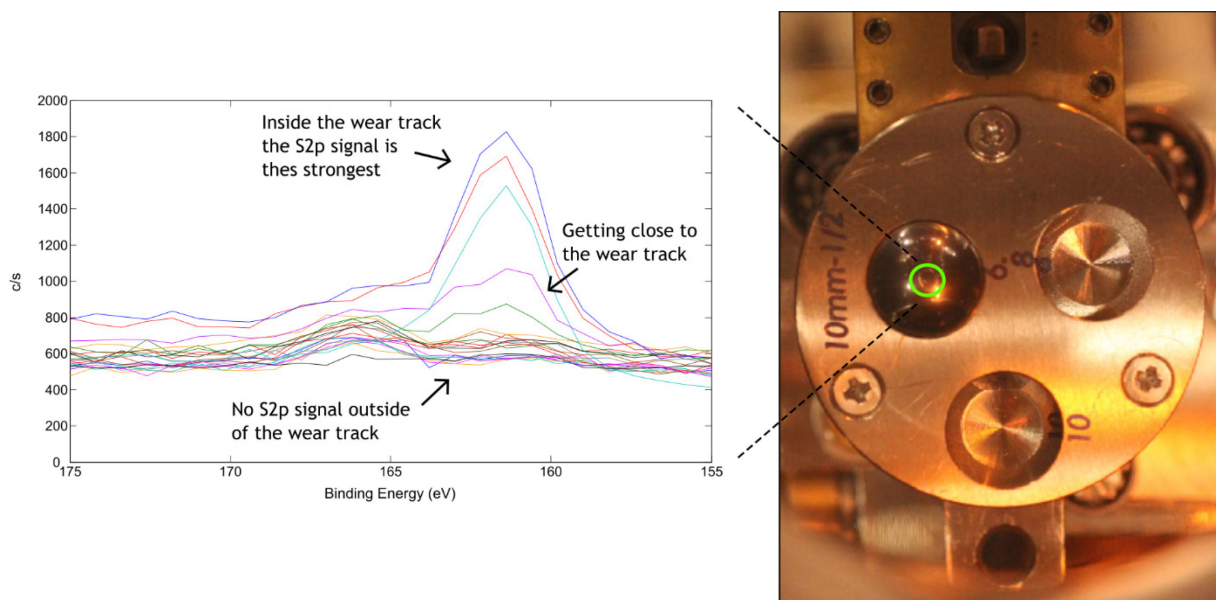 2000
1800
1600
1400
1200
1000
800
600
400
200
0
c/s
175
170
165
160
155
Binding Energy (eV)
Inside the wear track
the S2p signal is
thes strongest
Getting close to
the wear track
No S2p signal outside
of the wear track
10mm-1/2
10
10